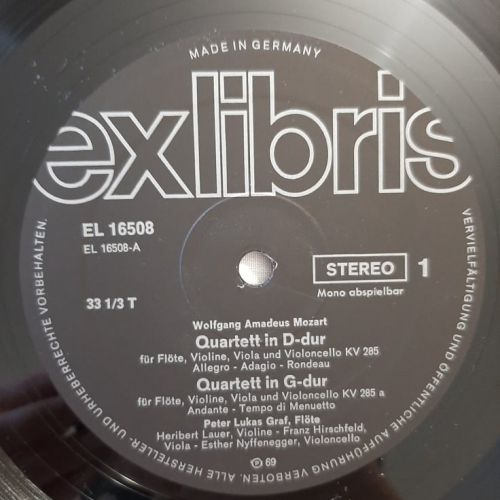 MADE IN GERMANY
exlibris
EL 16508
EL 16508-A
STEREO 1
Mono abspielbar
33 1/3 T
Wolfgang Amadeus Mozart
Quartett in D-dur
für Flöte, Violine, Viola und Violoncello KV 285
Allegro - Adagio - Rondeau
Quartett in G-dur
für Flöte, Violine, Viola und Violoncello KV 285 a
Andante - Tempo di Menuetto
Peter Lukas Graf, Flöte
Heribert Lauer, Violine - Franz Hirschfeld,
Viola - Esther Nyffenegger, Violoncello
℗ 69
ALLE HERSTELLER- UND URHEBERRECHTE VORBEHALTEN.
VERVIELFÄLTIGUNG UND ÖFFENTLICHE AUFFÜHRUNG VERBOTEN.